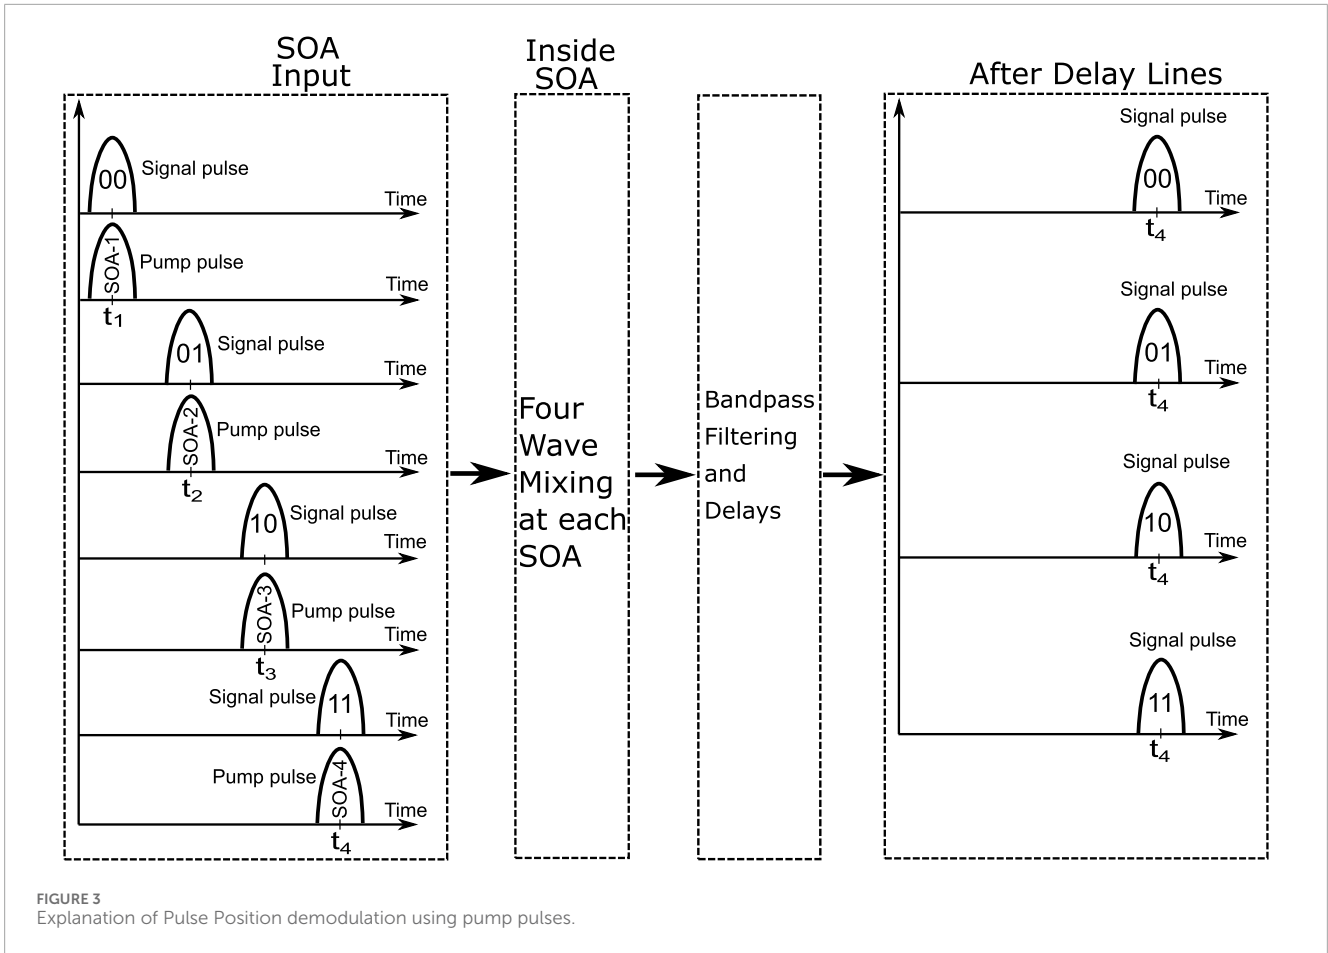 SOA
Input
Signal pulse
00
Time
SOA-1
Pump pulse
Time
t1
01
Signal pulse
Time
SOA-2
Pump pulse
Time
t2
10
Signal pulse
Time
SOA-3
Pump pulse
Time
t3
Signal pulse
11
Time
Pump pulse
SOA-4
Time
t4
Inside
SOA
Four
Wave
Mixing
at each
SOA
Bandpass
Filtering
and
Delays
After Delay Lines
Signal pulse
00
Time
t4
Signal pulse
01
Time
t4
Signal pulse
10
Time
t4
Signal pulse
11
Time
t4
FIGURE 3
Explanation of Pulse Position demodulation using pump pulses.